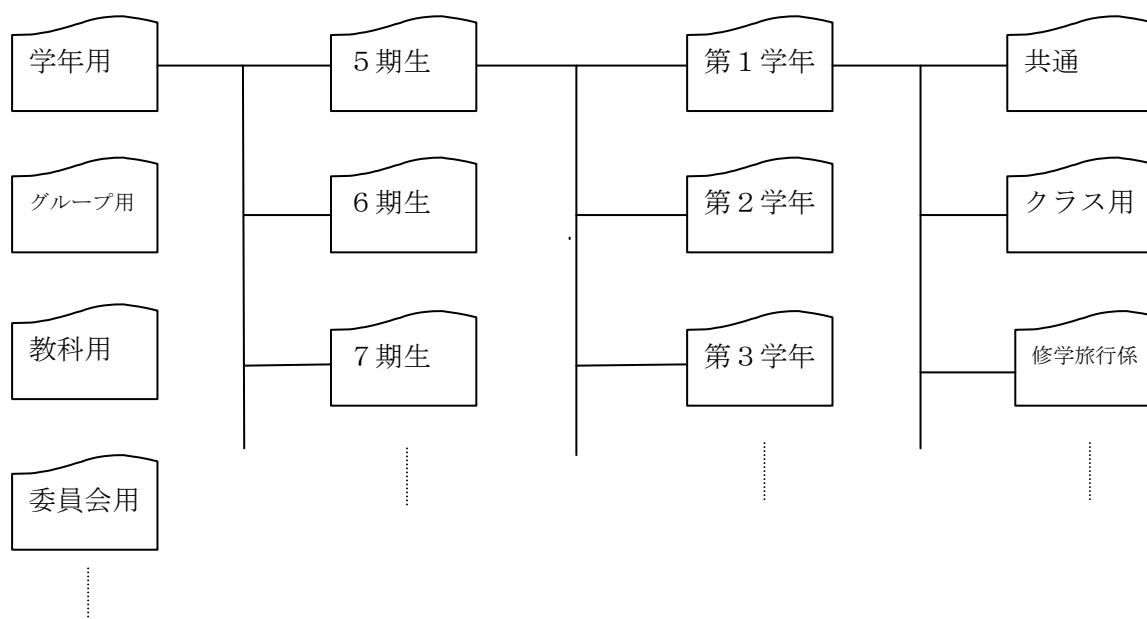 学年用
５期生
第１学年
共通
グループ用
６期生
第２学年
クラス用
教科用
７期生
第３学年
修学旅行係
委員会用